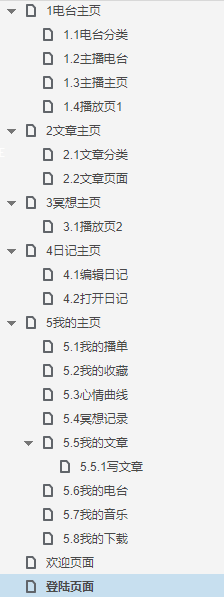 1电台主页
1.1电台分类
1.2主播电台
1.3主播主页
1.4播放页1
2文章主页
2.1文章分类
2.2文章页面
3冥想主页
3.1播放页2
4日记主页
4.1编辑日记
4.2打开日记
5我的主页
5.1我的播单
5.2我的收藏
5.3心情曲线
5.4冥想记录
5.5我的文章
5.5.1写文章
5.6我的电台
5.7我的音乐
5.8我的下载
欢迎页面
登陆页面